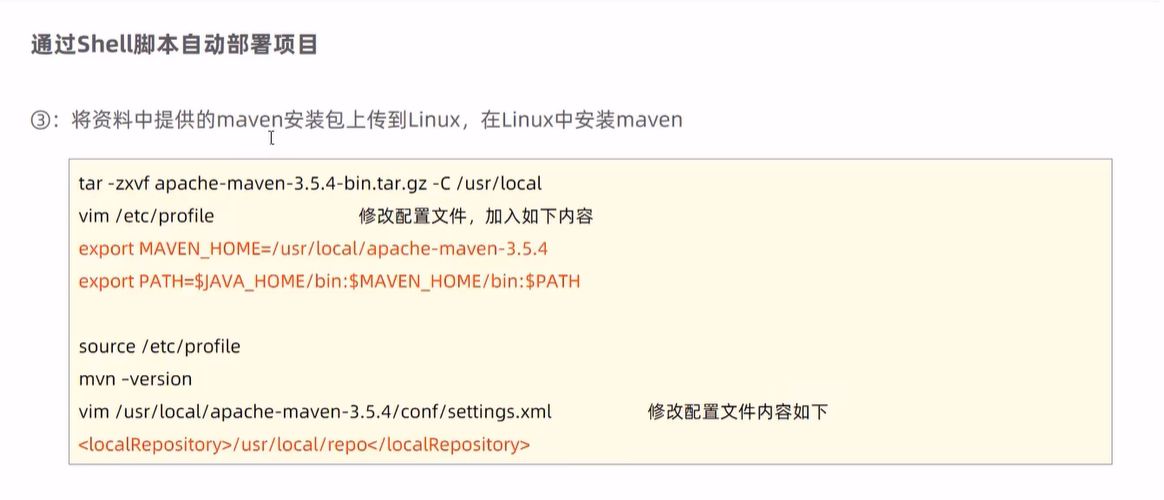 通过Shell脚本自动部署项目
③：将资料中提供的maven安装包上传到Linux，在Linux中安装maven
tar -zxvf apache-maven-3.5.4-bin.tar.gz -C /usr/local
vim /etc/profile 修改配置文件，加入如下内容
export MAVEN_HOME=/usr/local/apache-maven-3.5.4
export PATH=$JAVA_HOME/bin:$MAVEN_HOME/bin:$PATH
source /etc/profile
mvn –version
vim /usr/local/apache-maven-3.5.4/conf/settings.xml 修改配置文件内容如下
<localRepository>/usr/local/repo</localRepository>